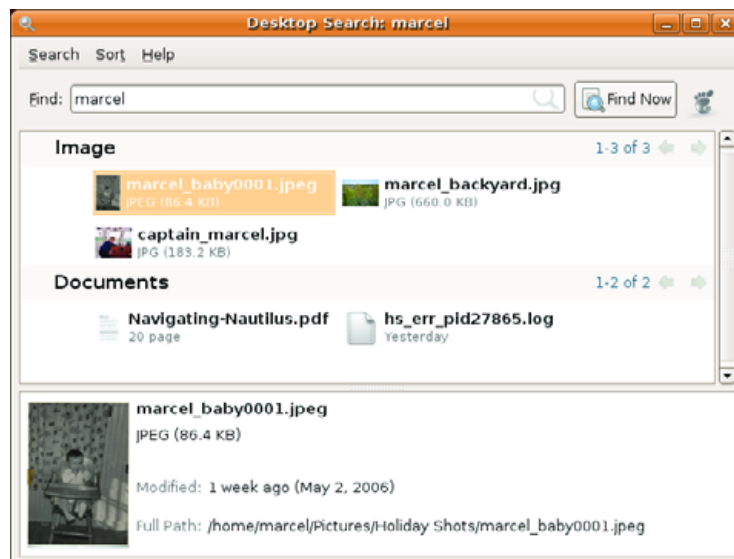 Desktop Search: marcel
Search Sort Help
Find: marcel Find Now
Image 1-3 of 3
marcel_baby0001.jpeg marcel_backyard.jpg
JPEG (86.4 KB) JPG (660.0 KB)
captain_marcel.jpg
JPG (183.2 KB)
Documents 1-2 of 2
Navigating-Nautilus.pdf hs_err_pid27865.log
20 page Yesterday
marcel_baby0001.jpeg
JPEG (86.4 KB)
Modified: 1 week ago (May 2, 2006)
Full Path: /home/marcel/Pictures/Holiday Shots/marcel_baby0001.jpeg